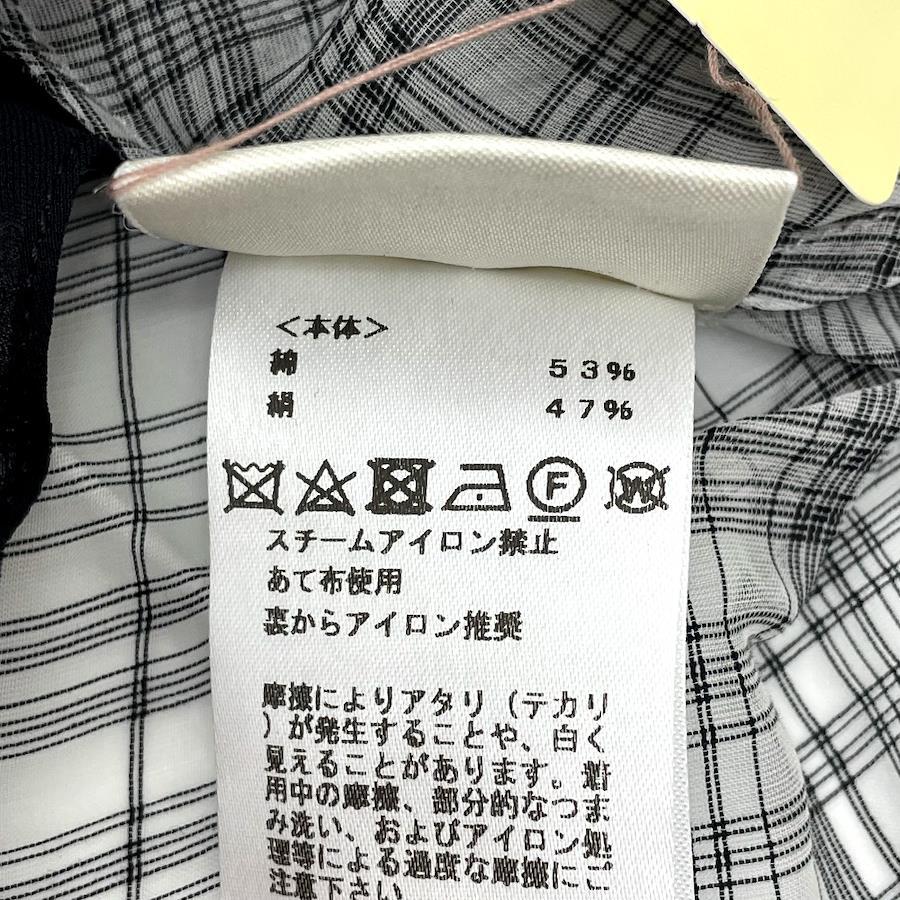 ＜本体＞
綿 53％
絹 47％
F W
スチームアイロン禁止
あて布使用
裏からアイロン推奨
摩擦によりアタリ（テカリ
）が発生することや、白く
見えることがあります。着
用中の摩擦、部分的なつま
み洗い、およびアイロン処
理等による過度な摩擦にご
注意下さい